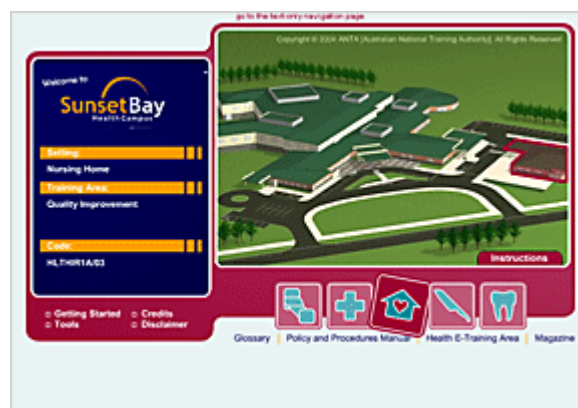 go to the text only navigation page
Copyright © 2004 ANTA [Australian National Training Authority]. All Rights Reserved
Welcome to
SunsetBay
Health Campus
Setting:
Nursing Home
Training Area:
Quality Improvement
Code:
HLTHIR1A/03
Instructions
Getting Started
Credits
Tools
Disclaimer
Glossary | Policy and Procedures Manual | Health E-Training Area | Magazine